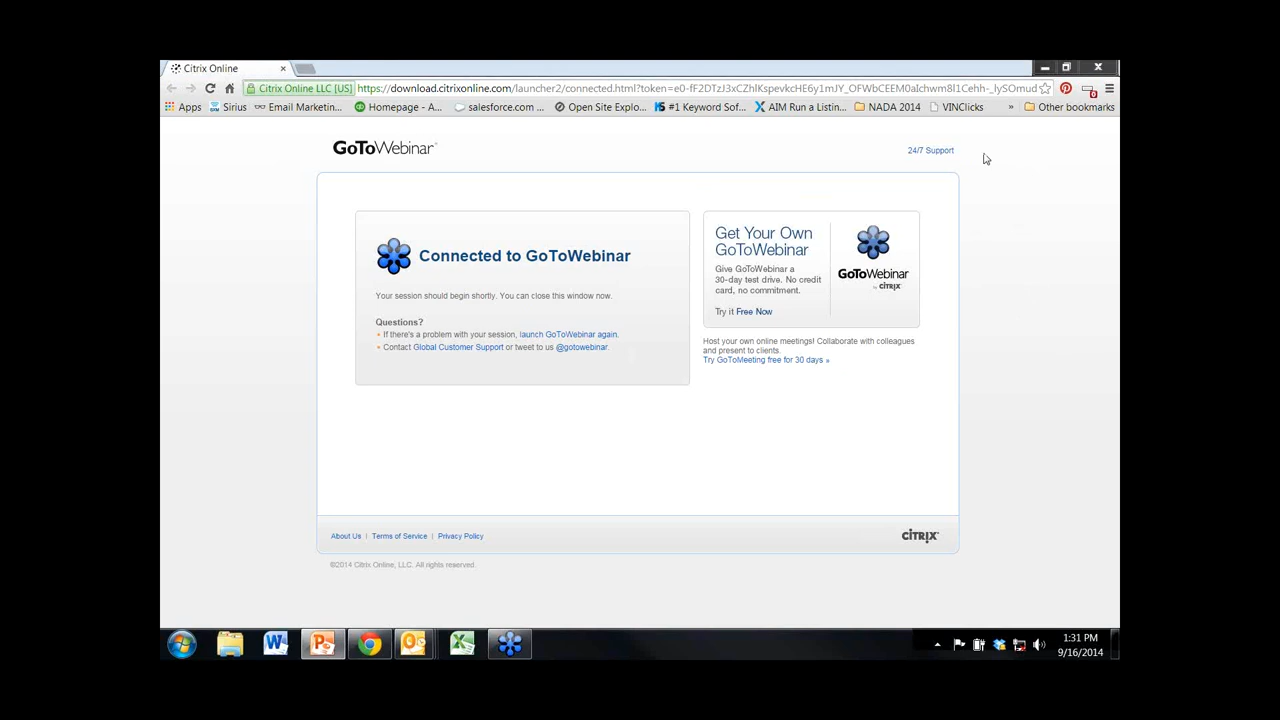 Citrix Online
Citrix Online LLC [US] https://download.citrixonline.com/launcher2/connected.html?token=
Apps Sirius Email Marketin... Homepage - A... salesforce.com ... Open Site Explo... #1 Keyword Sof... AIM Run a Listin... NADA 2014 VINClicks » Other bookmarks
GoToWebinar
24/7 Support
Connected to GoToWebinar
Your session should begin shortly. You can close this window now.
Questions?
If there's a problem with your session, launch GoToWebinar again.
Contact Global Customer Support or tweet to us @gotowebinar.
Get Your Own
GoToWebinar
Give GoToWebinar a
30-day test drive. No credit
card, no commitment.
Try it Free Now
GoToWebinar
by CITRIX
Host your own online meetings! Collaborate with colleagues
and present to clients.
Try GoToMeeting free for 30 days »
About Us | Terms of Service | Privacy Policy
CITRIX
©2014 Citrix Online, LLC. All rights reserved.
1:31 PM
9/16/2014